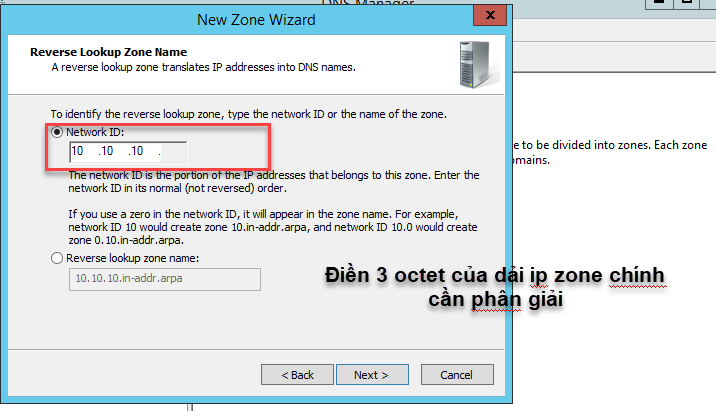 DNS Manager
New Zone Wizard
x
Reverse Lookup Zone Name
A reverse lookup zone translates IP addresses into DNS names.
To identify the reverse lookup zone, type the network ID or the name of the zone.
Network ID:
10 .10 .10 .
The network ID is the portion of the IP addresses that belongs to this zone. Enter the
network ID in its normal (not reversed) order.
If you use a zero in the network ID, it will appear in the zone name. For example,
network ID 10 would create zone 10.in-addr.arpa, and network ID 10.0 would create
zone 0.10.in-addr.arpa.
Reverse lookup zone name:
10.10.10.in-addr.arpa
< Back
Next >
Cancel
e to be divided into zones. Each zone
omains.
Điền 3 octet của dải ip zone chính
cần phân giải